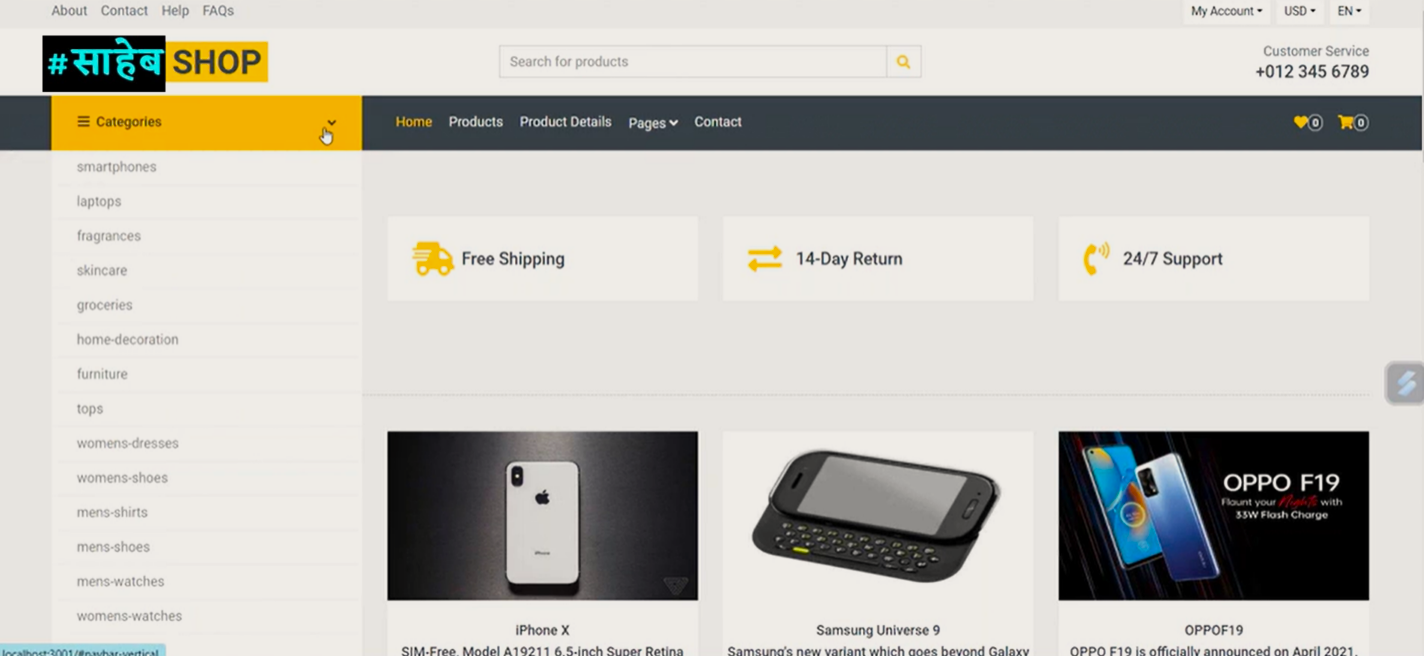 About Contact Help FAQs
My Account USD EN
#साहेब SHOP
Search for products
Customer Service
+012 345 6789
Categories
Home Products Product Details Pages Contact
0 0
smartphones
laptops
fragrances
skincare
groceries
home-decoration
furniture
tops
womens-dresses
womens-shoes
mens-shirts
mens-shoes
mens-watches
womens-watches
Free Shipping
14-Day Return
24/7 Support
iPhone
OPPO F19
Flaunt your Nights with
33W Flash Charge
iPhone X
SIM-Free, Model A19211 6.5-inch Super Retina
Samsung Universe 9
Samsung's new variant which goes beyond Galaxy
OPPOF19
OPPO F19 is officially announced on April 2021.
localhost:3001/#navbar-vertical